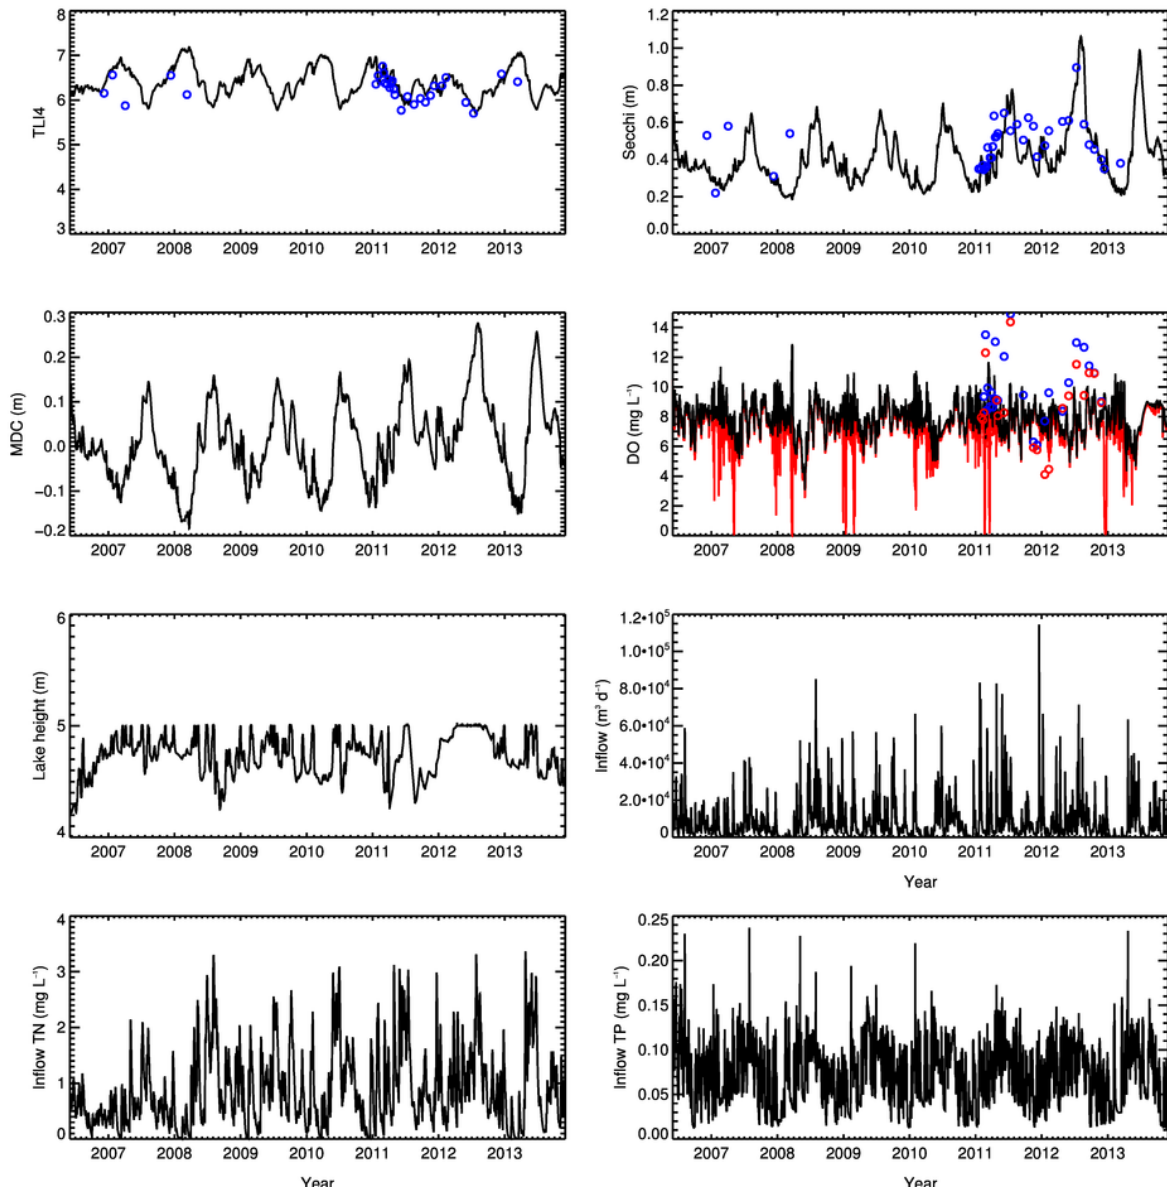 8
7
6
5
4
3
TLI4
2007 2008 2009 2010 2011 2012 2013
1.2
1.0
0.8
0.6
0.4
0.2
0.0
Secchi (m)
2007 2008 2009 2010 2011 2012 2013
0.3
0.2
0.1
0.0
−0.1
−0.2
MDC (m)
2007 2008 2009 2010 2011 2012 2013
14
12
10
8
6
4
2
0
DO (mg L⁻¹)
2007 2008 2009 2010 2011 2012 2013
6
5
4
Lake height (m)
2007 2008 2009 2010 2011 2012 2013
1.2•10⁵
1.0•10⁵
8.0•10⁴
6.0•10⁴
4.0•10⁴
2.0•10⁴
0
Inflow (m³ d⁻¹)
2007 2008 2009 2010 2011 2012 2013
Year
4
3
2
1
0
Inflow TN (mg L⁻¹)
2007 2008 2009 2010 2011 2012 2013
Year
0.25
0.20
0.15
0.10
0.05
0.00
Inflow TP (mg L⁻¹)
2007 2008 2009 2010 2011 2012 2013
Year